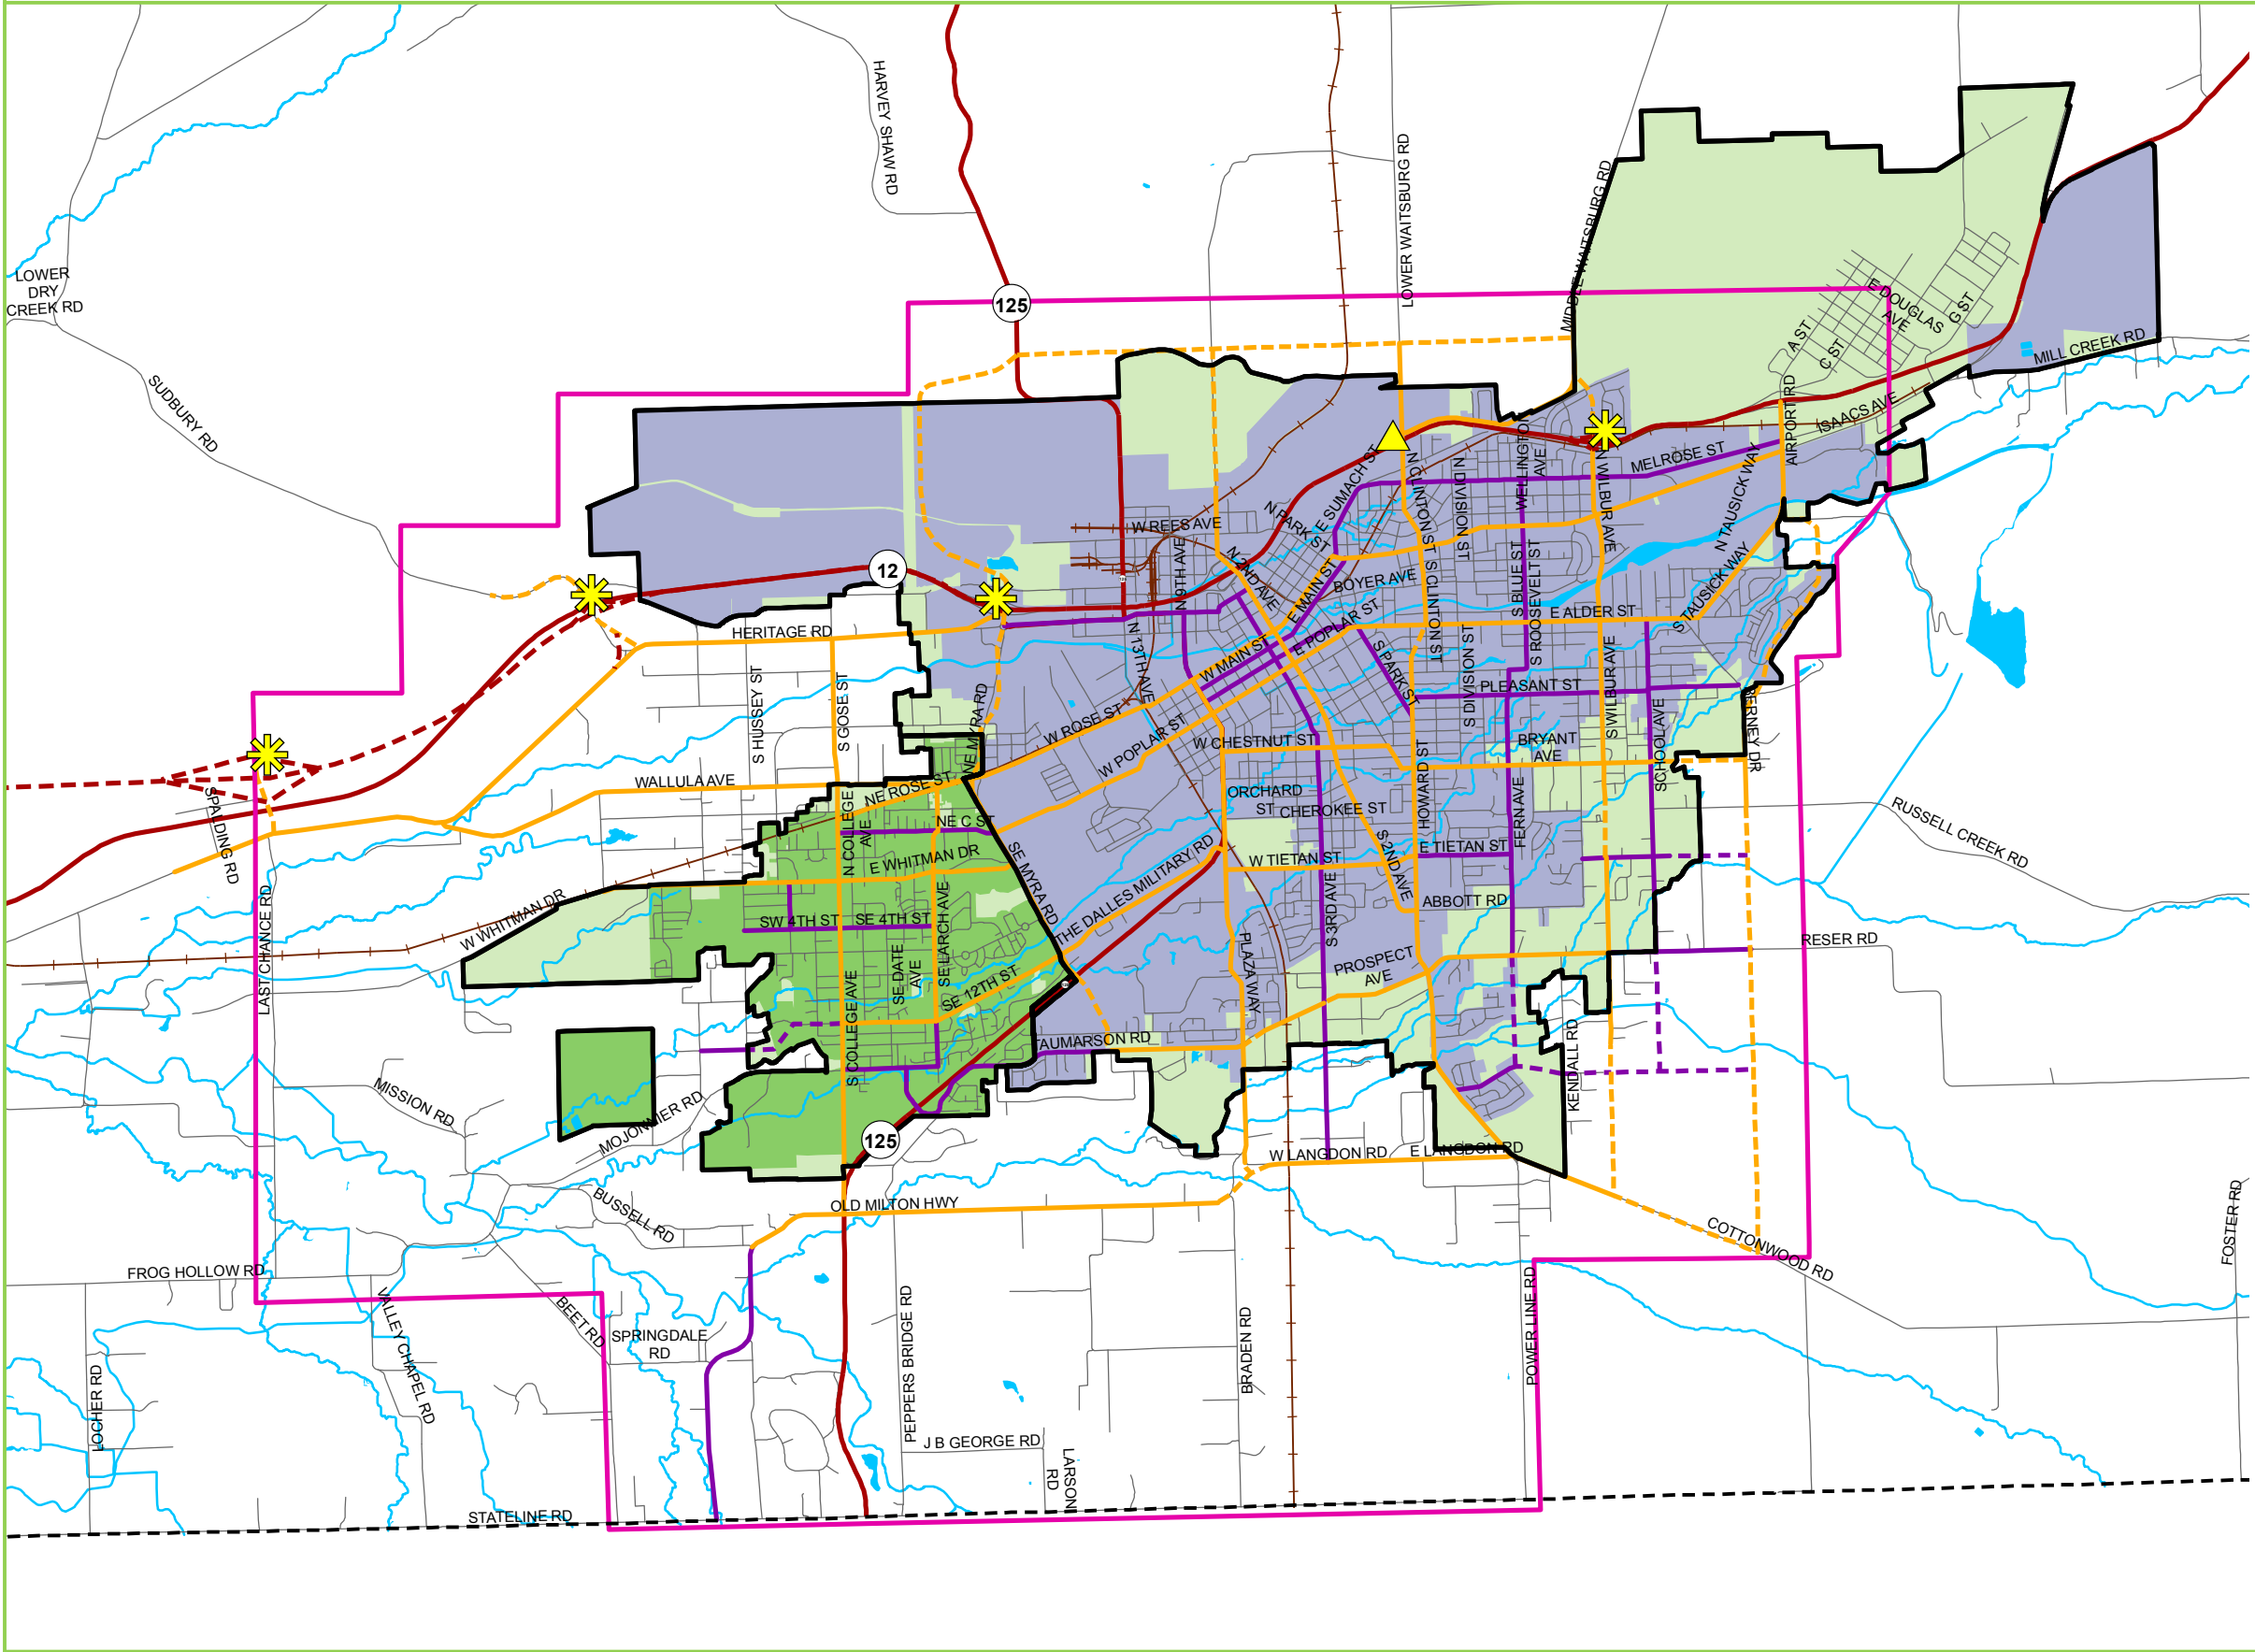 HARVEY SHAW RD
LOWER WAITSBURG RD
MIDDLE WAITSBURG RD
LOWER
DRY
CREEK RD
125
E DOUGLAS
AVE
G ST
A ST
C ST
MILL CREEK RD
SUDBURY RD
AIRPORT RD
ISAACS AVE
WELLINGTON
AVE
MELROSE ST
N WILBUR AVE
N TAUSICK WAY
N CLINTON ST
N DIVISION ST
E SUMACH ST
N PARK ST
W REES AVE
12
N 9TH AVE
N 2ND AVE
E MAIN ST
BOYER AVE
E POPLAR ST
S CLINTON ST
S BLUE ST
S ROOSEVELT ST
E ALDER ST
S TAUSICK WAY
HERITAGE RD
N 13TH AVE
W MAIN ST
S PARK ST
S DIVISION ST
PLEASANT ST
S WILBUR AVE
SCHOOL AVE
BERNEY DR
S HUSSEY ST
S GOSE ST
NE MYRA RD
W ROSE ST
W POPLAR ST
W CHESTNUT ST
BRYANT
AVE
HOWARD ST
WALLULA AVE
NE ROSE ST
ORCHARD
ST
CHEROKEE ST
FERN AVE
RUSSELL CREEK RD
SPALDING RD
N COLLEGE
AVE
NE C ST
E WHITMAN DR
SE MYRA RD
THE DALLES MILITARY RD
W TIETAN ST
S 2ND AVE
E TIETAN ST
ABBOTT RD
W WHITMAN DR
LAST CHANCE RD
SW 4TH ST
SE 4TH ST
SE LARCH AVE
SE DATE
AVE
SE 12TH ST
S 3RD AVE
PLAZA WAY
PROSPECT
AVE
RESER RD
S COLLEGE AVE
TAUMARSON RD
KENDALL RD
MISSION RD
MOJONNIER RD
125
W LANGDON RD
E LANGDON RD
BUSSELL RD
OLD MILTON HWY
COTTONWOOD RD
FOSTER RD
FROG HOLLOW RD
VALLEY CHAPEL RD
BEET RD
SPRINGDALE
RD
PEPPERS BRIDGE RD
BRADEN RD
POWER LINE RD
LOCHER RD
J B GEORGE RD
LARSON
RD
STATELINE RD